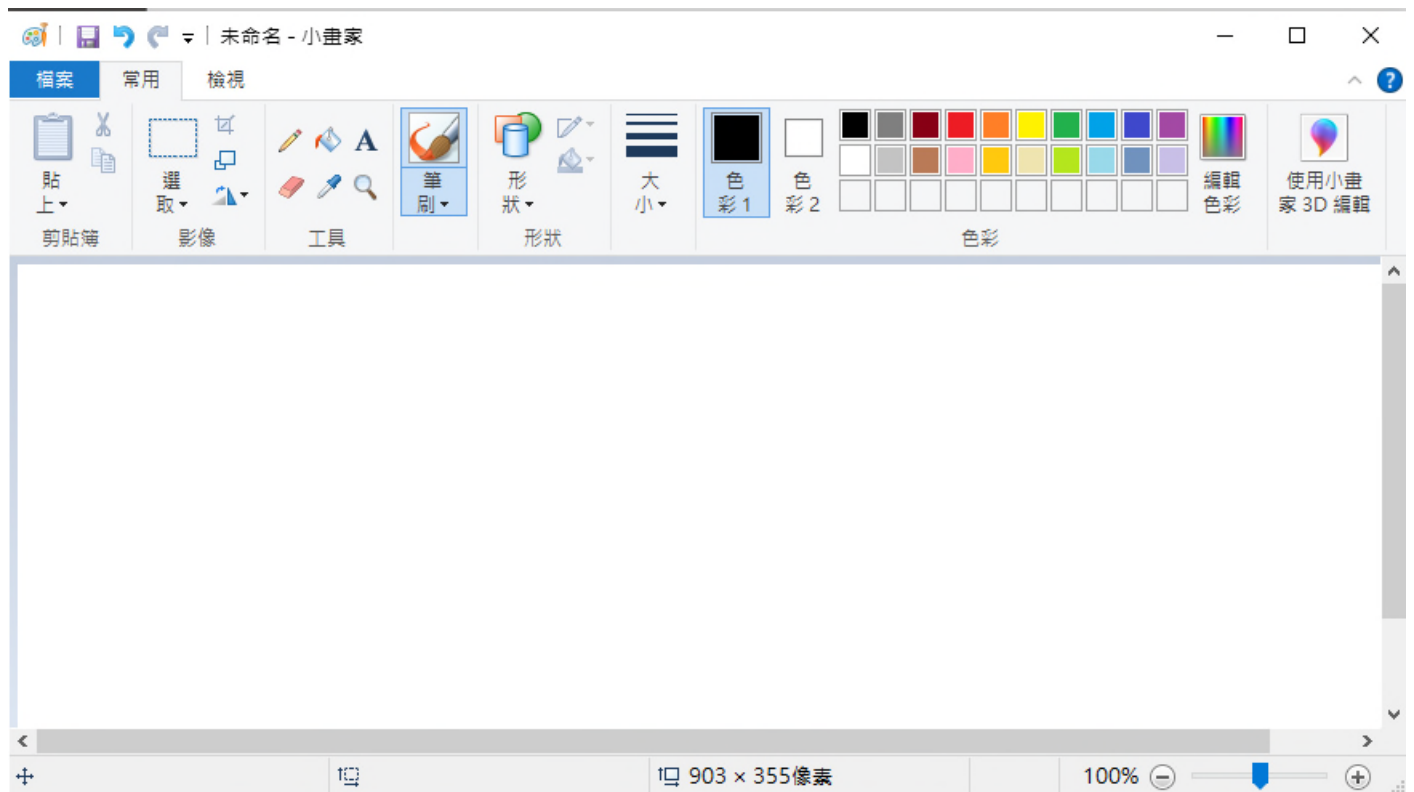 未命名 - 小畫家
檔案 常用 檢視
貼上
選取
A
筆刷
形狀
大小
色彩 1
色彩 2
編輯色彩
使用小畫家 3D 編輯
剪貼簿 影像 工具 形狀 色彩
903 × 355像素 100%